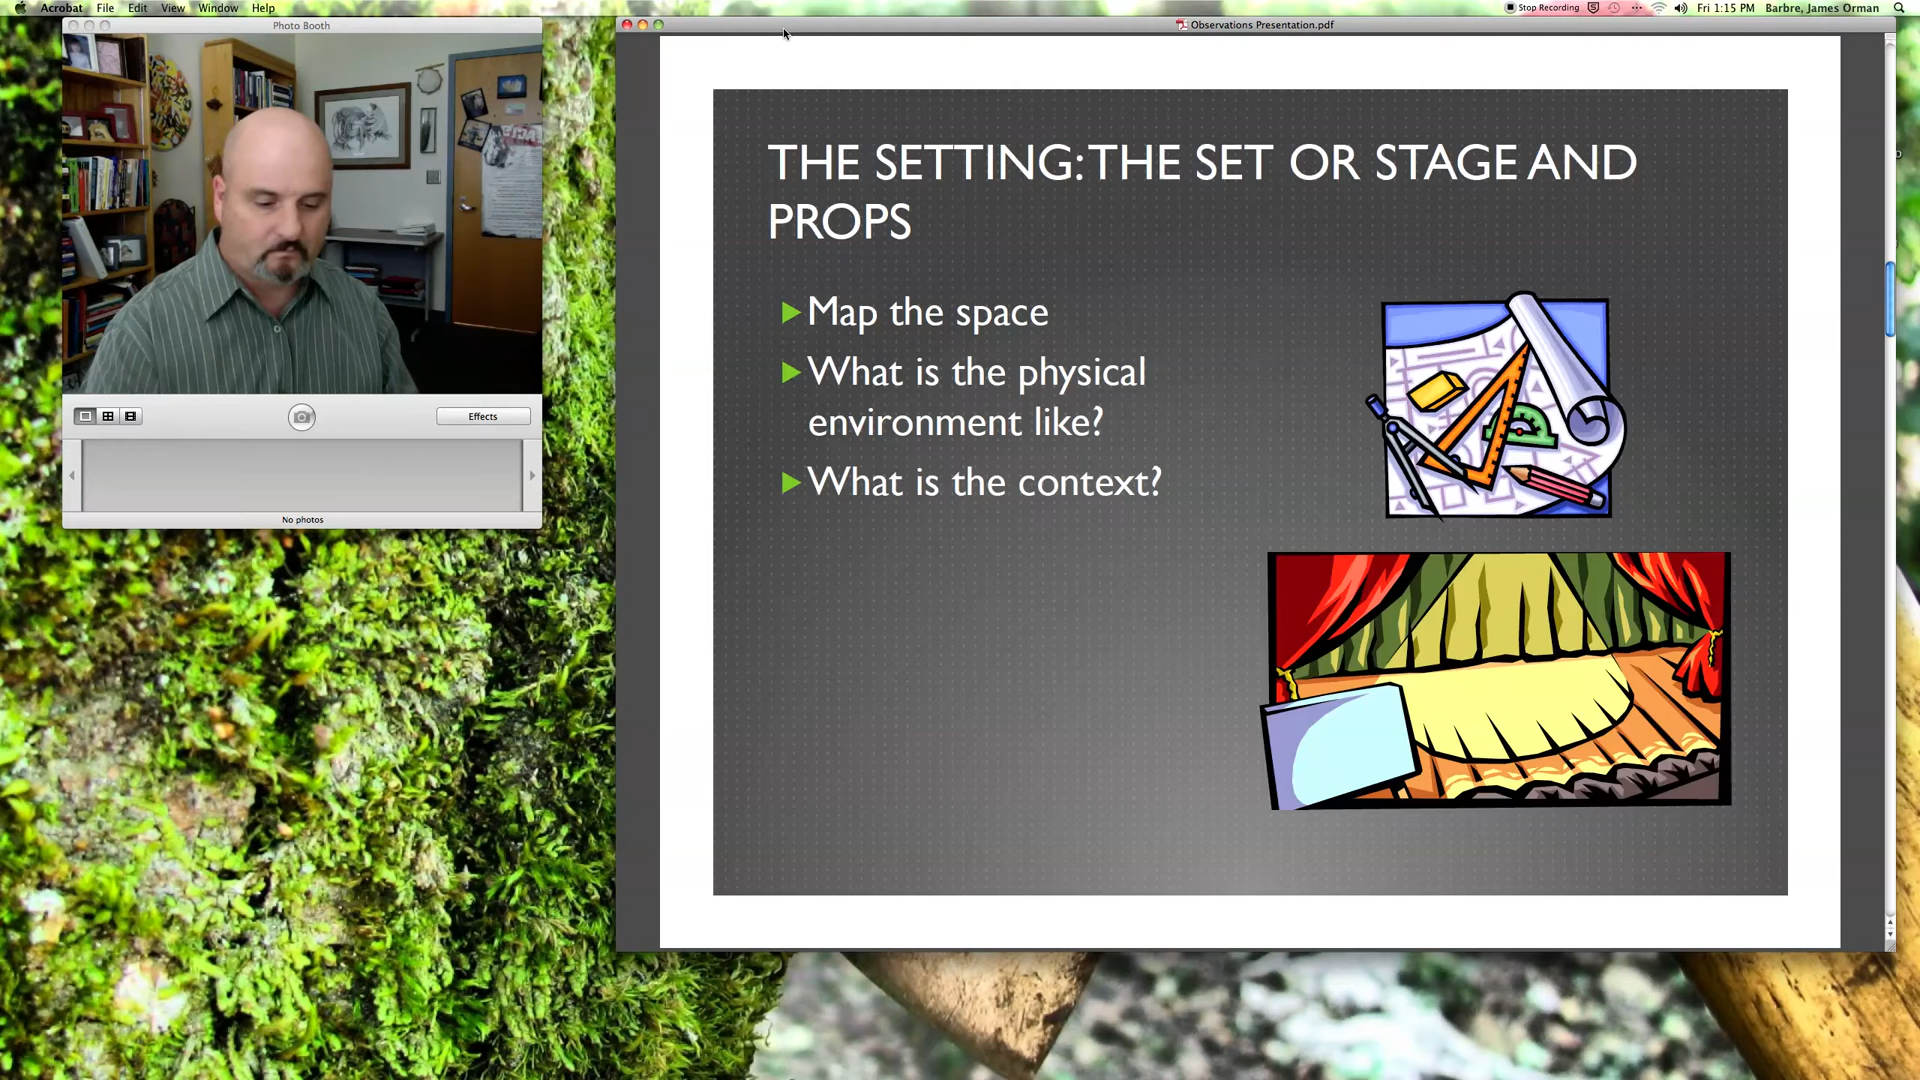 Acrobat File Edit View Window Help
Stop Recording Fri 1:15 PM Barbre, James Orman
Photo Booth
Effects
No photos
Observations Presentation.pdf
THE SETTING: THE SET OR STAGE AND
PROPS
Map the space
What is the physical
environment like?
What is the context?